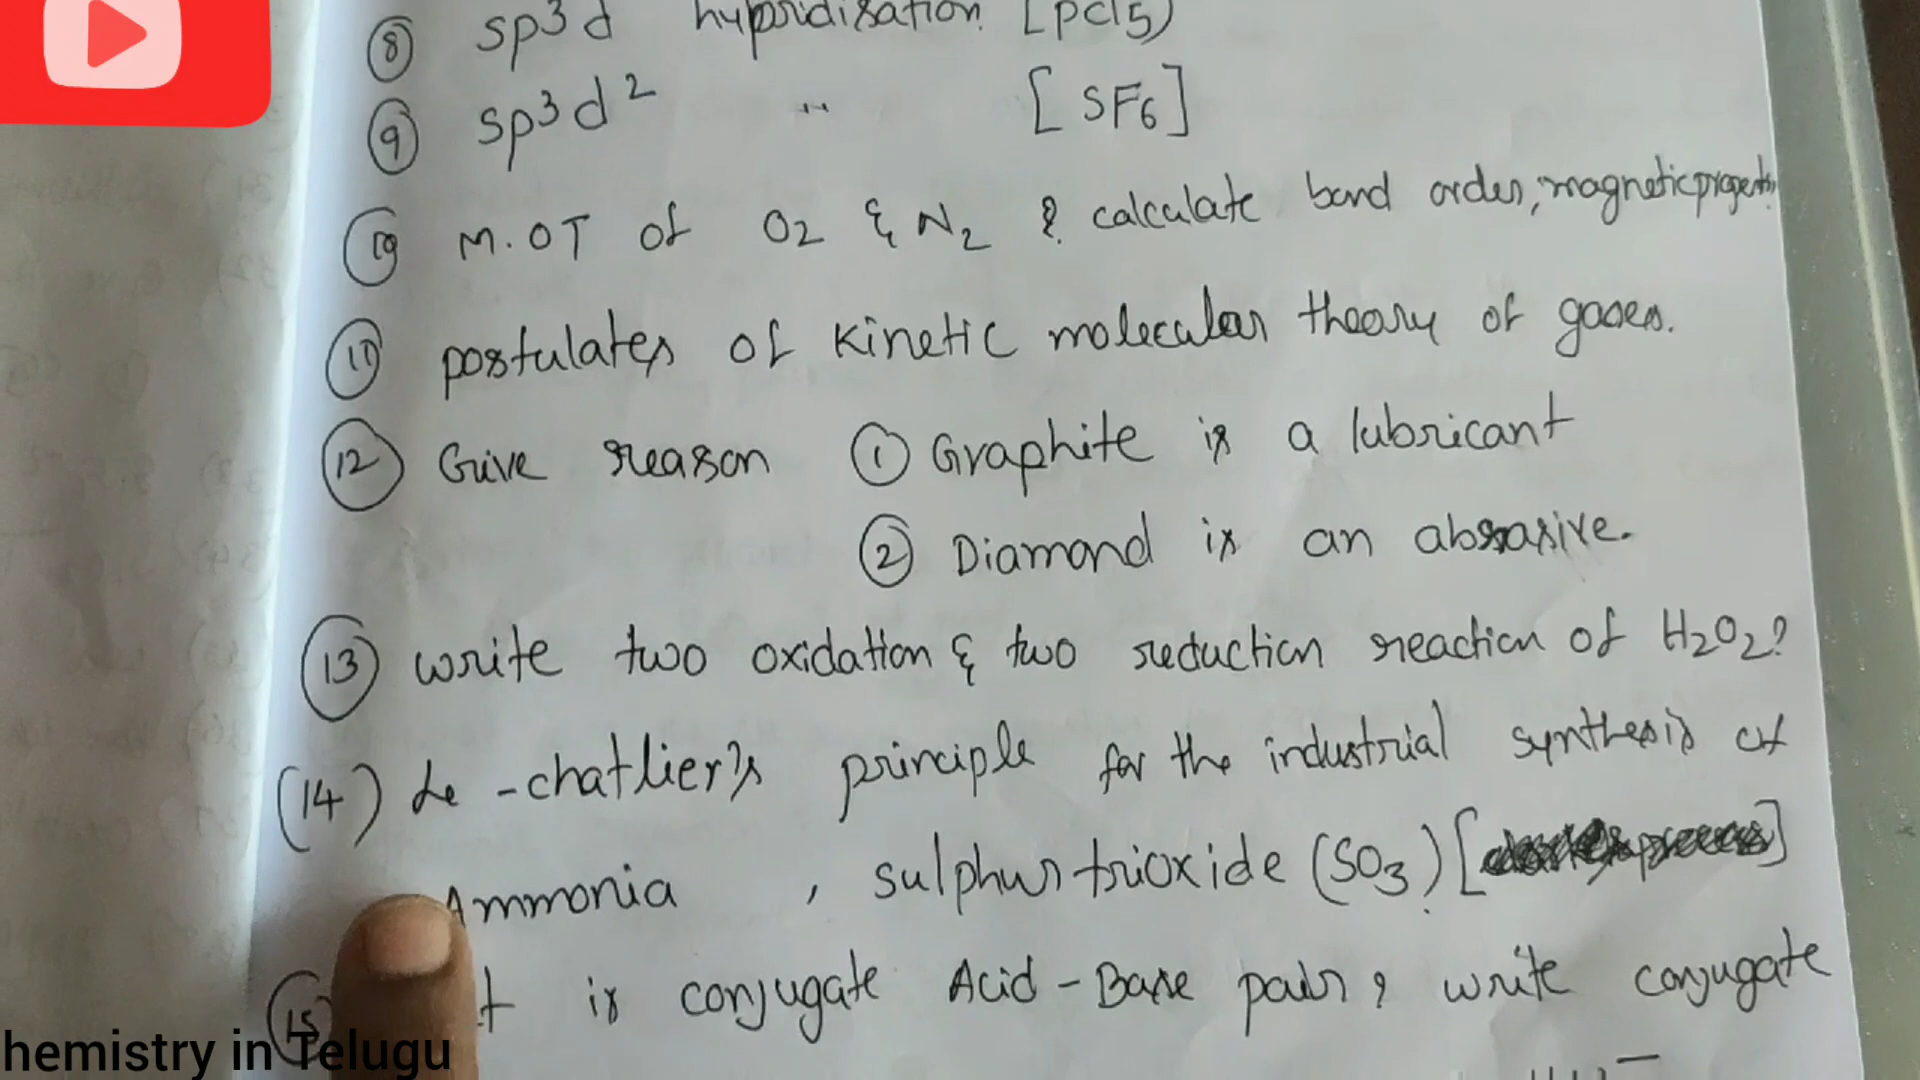 ⑧ sp³d hybridisation [pcl5)
⑨ sp³d² " [SF6]
⑩ M.OT of O2 & N2 & calculate bond order, magnetic
⑪ postulates of Kinetic molecular theory of gases.
⑫ Give reason ① Graphite is a lubricant
② Diamond is an abrasive.
⑬ write two oxidation & two reduction reaction of H2O2?
(14) Le-chatlier's principle for the industrial synthesis of
Ammonia , sulphur trioxide (SO3) [ ]
⑮ is conjugate Acid-Base pair? write conjugate
hemistry in Telugu